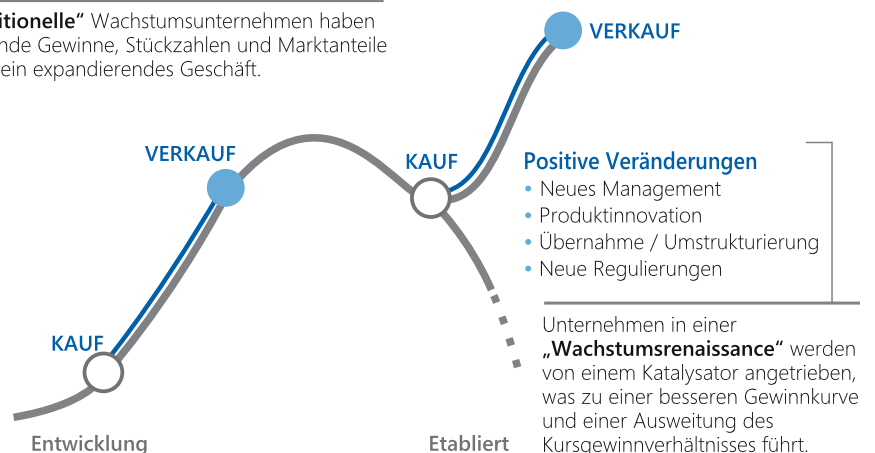 itionelle“ Wachstumsunternehmen haben
nde Gewinne, Stückzahlen und Marktanteile
ein expandierendes Geschäft.
VERKAUF
VERKAUF
KAUF
Positive Veränderungen
• Neues Management
• Produktinnovation
• Übernahme / Umstrukturierung
• Neue Regulierungen
KAUF
Unternehmen in einer
„Wachstumsrenaissance“ werden
von einem Katalysator angetrieben,
was zu einer besseren Gewinnkurve
und einer Ausweitung des
Kursgewinnverhältnisses führt.
Entwicklung
Etabliert